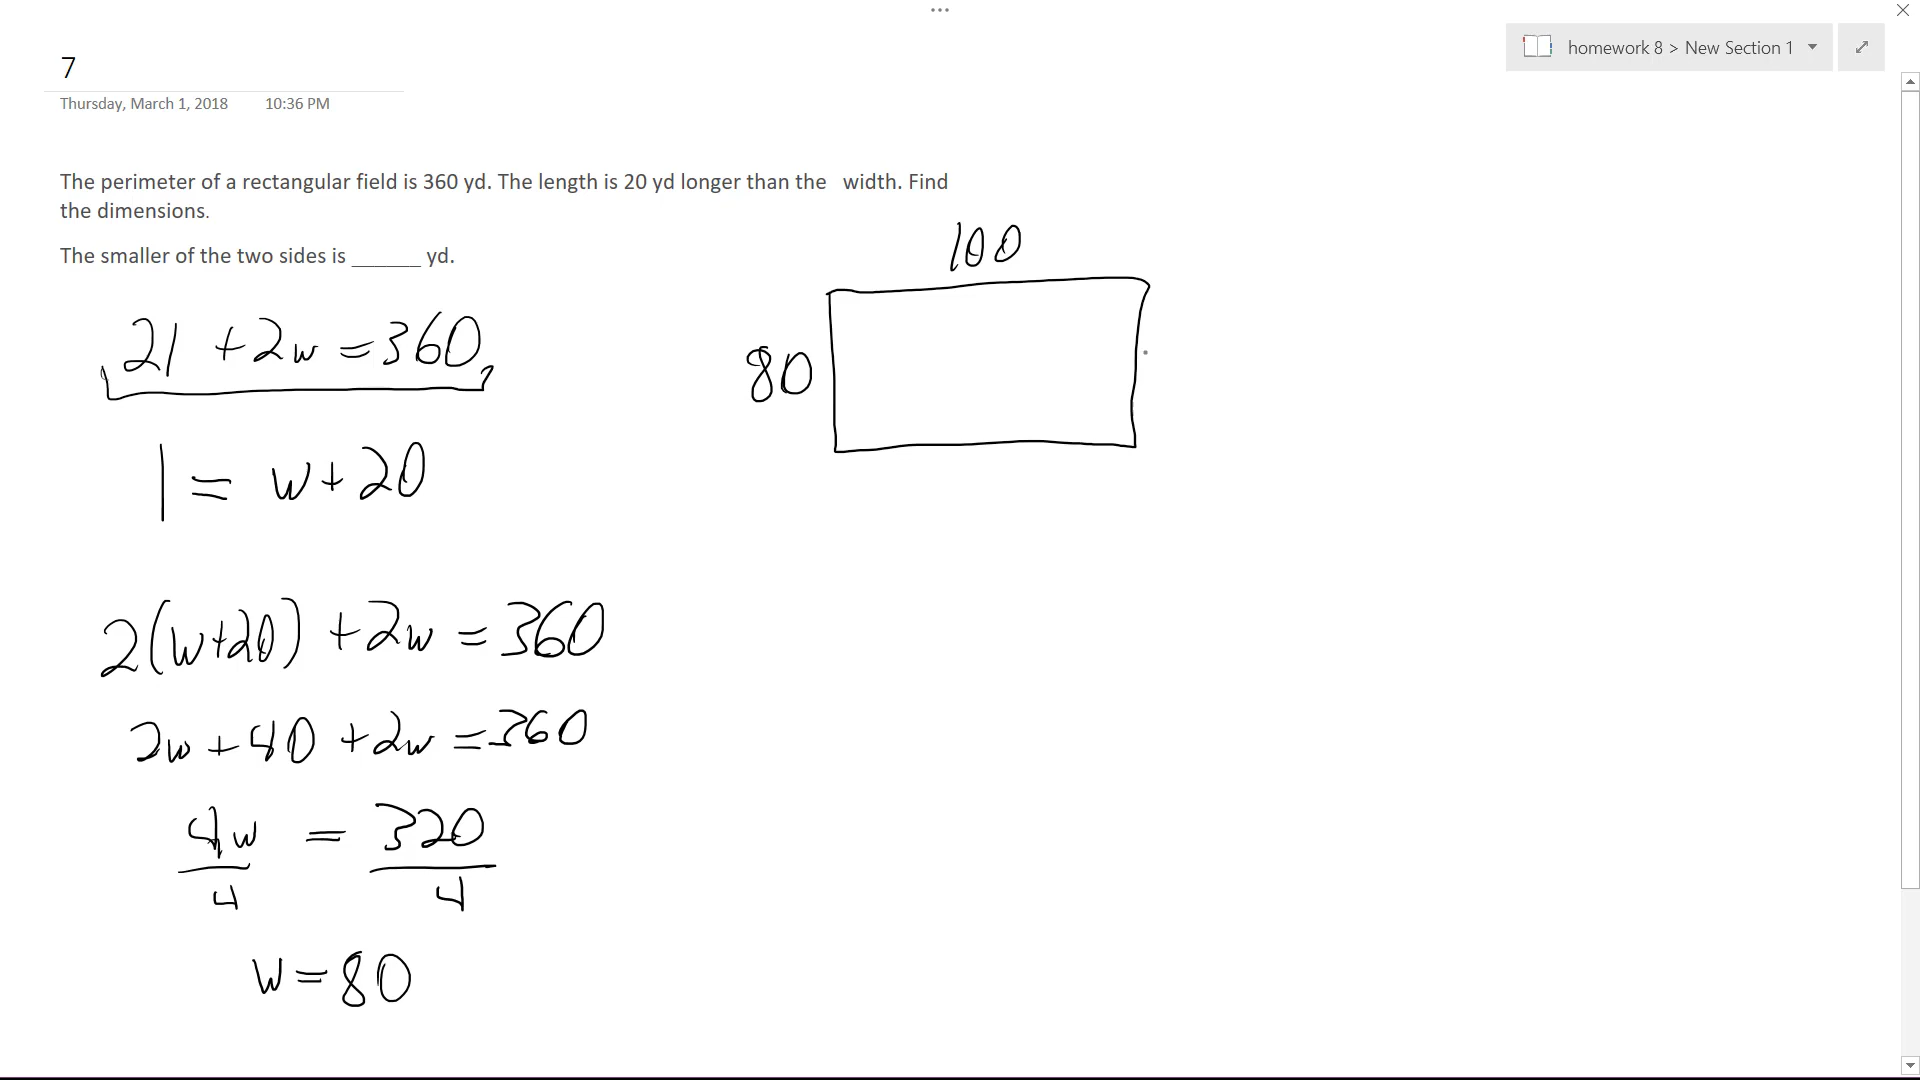 ...
homework 8 > New Section 1
7
Thursday, March 1, 2018 10:36 PM
The perimeter of a rectangular field is 360 yd. The length is 20 yd longer than the width. Find
the dimensions.
The smaller of the two sides is ______ yd.
100
80
2l + 2w = 360
l = w + 20
2(w+20) + 2w = 360
2w + 40 + 2w = 360
4w = 320
4 4
w = 80